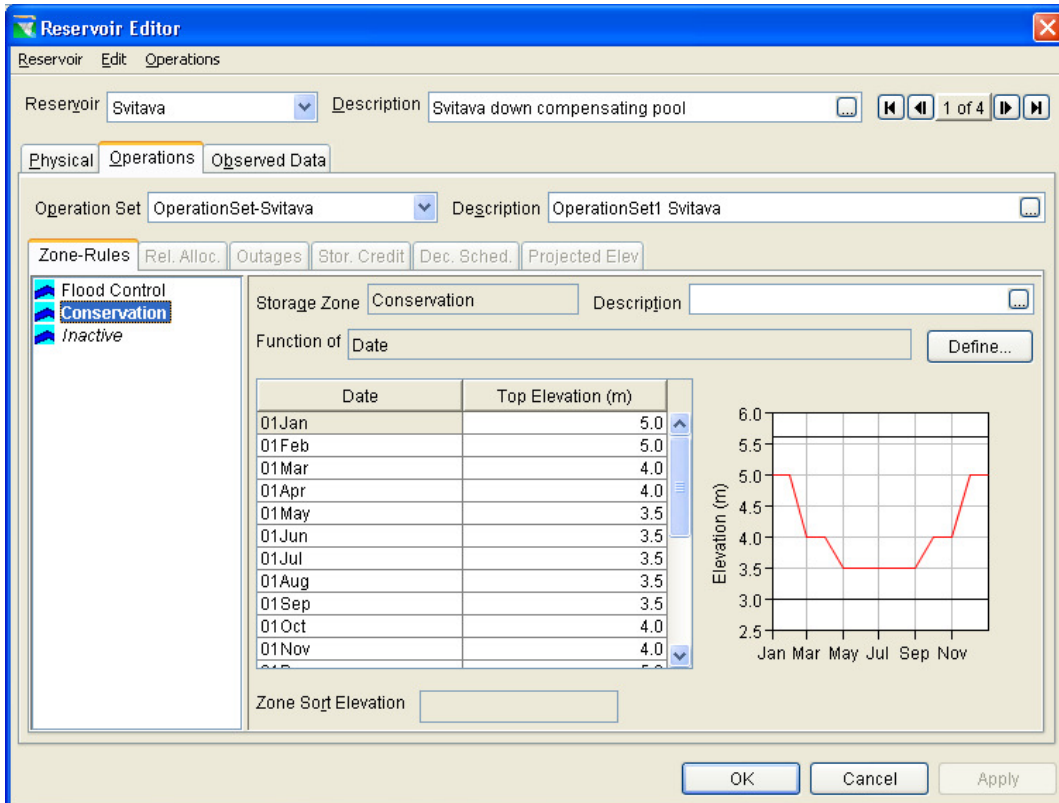 Reservoir Editor
Reservoir Edit Operations
Reservoir Svitava Description Svitava down compensating pool ... 1 of 4
Physical Operations Observed Data
Operation Set OperationSet-Svitava Description OperationSet1 Svitava ...
Zone-Rules Rel. Alloc. Outages Stor. Credit Dec. Sched. Projected Elev
Flood Control
Conservation
Inactive
Storage Zone Conservation Description ...
Function of Date Define...
Date Top Elevation (m)
01Jan 5.0
01Feb 5.0
01Mar 4.0
01Apr 4.0
01May 3.5
01Jun 3.5
01Jul 3.5
01Aug 3.5
01Sep 3.5
01Oct 4.0
01Nov 4.0
Elevation (m)
6.0
5.5
5.0
4.5
4.0
3.5
3.0
2.5
Jan Mar May Jul Sep Nov
Zone Sort Elevation
OK Cancel Apply